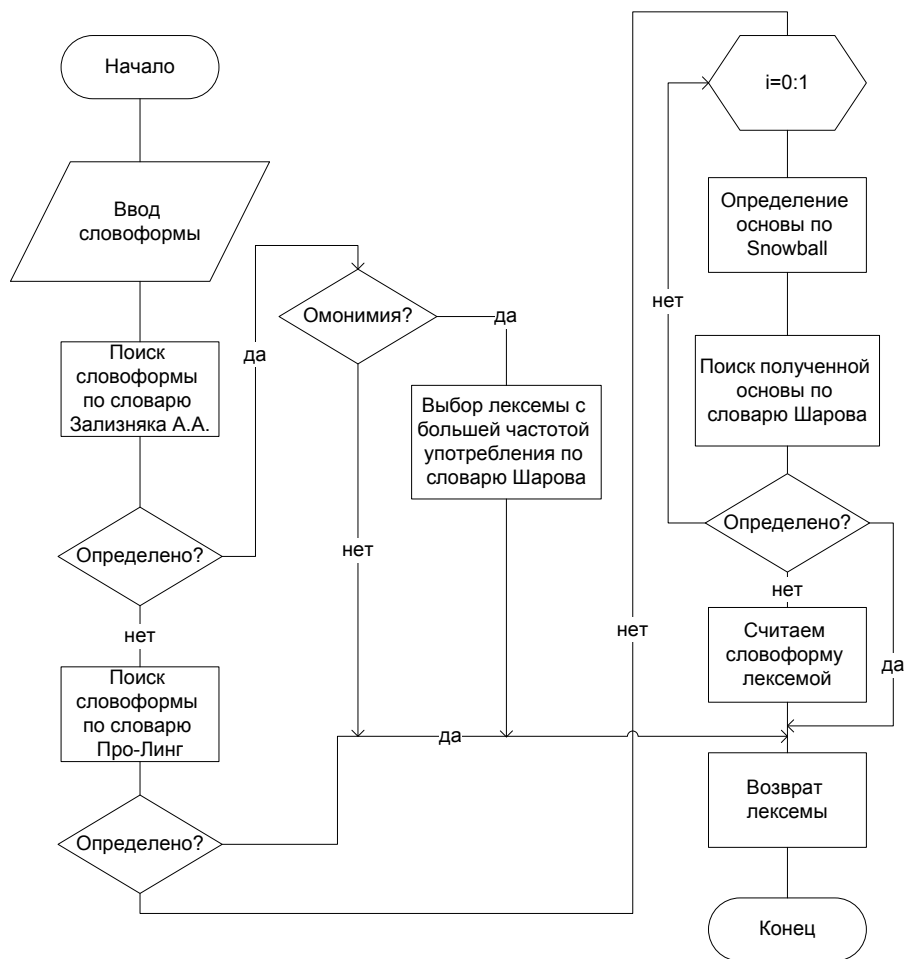 Начало
Ввод
словоформы
Поиск
словоформы
по словарю
Зализняка А.А.
Определено?
да
нет
Поиск
словоформы
по словарю
Про-Линг
Определено?
да
нет
Омонимия?
да
нет
Выбор лексемы с
большей частотой
употребления по
словарю Шарова
i=0:1
Определение
основы по
Snowball
Поиск полученной
основы по
словарю Шарова
Определено?
нет
нет
да
Считаем
словоформу
лексемой
Возврат
лексемы
Конец